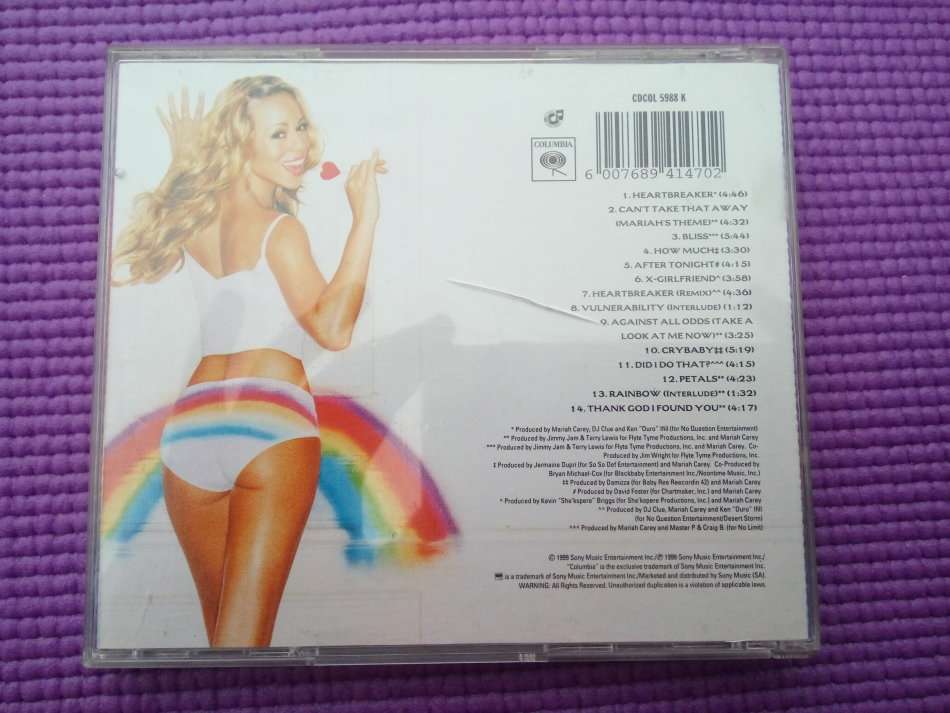 CDCOL 5988 K
COLUMBIA
6 007689 414702
1. HEARTBREAKER* (4:46)
2. CAN'T TAKE THAT AWAY
(MARIAH'S THEME)** (4:32)
3. BLISS*** (5:44)
4. HOW MUCH‡ (3:30)
5. AFTER TONIGHT# (4:15)
6. X-GIRLFRIEND^ (3:58)
7. HEARTBREAKER (REMIX)^^ (4:36)
8. VULNERABILITY (INTERLUDE) (1:12)
9. AGAINST ALL ODDS (TAKE A
LOOK AT ME NOW)** (3:25)
10. CRYBABY‡‡ (5:19)
11. DID I DO THAT?^^^ (4:15)
12. PETALS** (4:23)
13. RAINBOW (INTERLUDE)** (1:32)
14. THANK GOD I FOUND YOU** (4:17)
* Produced by Mariah Carey, DJ Clue and Ken "Duro" Ifill (for No Question Entertainment)
** Produced by Jimmy Jam & Terry Lewis for Flyte Tyme Productions, Inc. and Mariah Carey
*** Produced by Jimmy Jam & Terry Lewis for Flyte Tyme Productions, Inc. and Mariah Carey. Co-
Produced by Jim Wright for Flyte Tyme Productions, Inc.
‡ Produced by Jermaine Dupri (for So So Def Entertainment) and Mariah Carey. Co-Produced by
Bryan Michael-Cox (for Blackbaby Entertainment/Noontime Music, Inc.)
‡‡ Produced by Damizza (for Baby Ree Reecordin 42) and Mariah Carey
# Produced by David Foster (for Chartmaker, Inc.) and Mariah Carey
^ Produced by Kevin "She'kspere" Briggs (for She'kspere Productions, Inc.) and Mariah Carey
^^ Produced by DJ Clue, Mariah Carey and Ken "Duro" Ifill
(for No Question Entertainment/Desert Storm)
^^^ Produced by Mariah Carey and Master P & Craig B. (for No Limit)
© 1999 Sony Music Entertainment Inc./℗ 1999 Sony Music Entertainment Inc./
"Columbia" is the exclusive trademark of Sony Music Entertainment Inc.
is a trademark of Sony Music Entertainment Inc./Marketed and distributed by Sony Music (SA).
WARNING: All Rights Reserved. Unauthorized duplication is a violation of applicable laws.